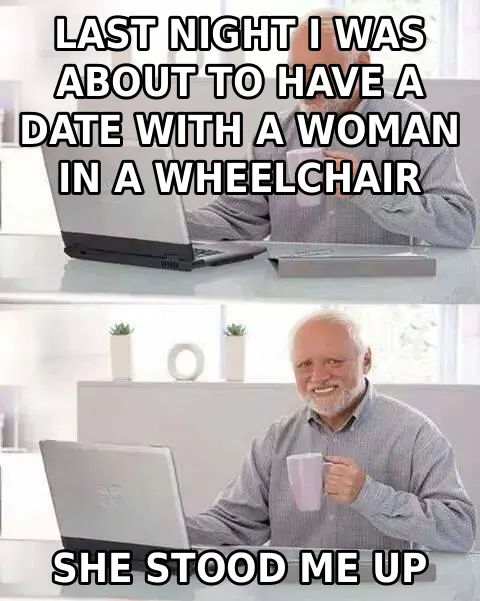 LAST NIGHT I WAS
ABOUT TO HAVE A
DATE WITH A WOMAN
IN A WHEELCHAIR
SHE STOOD ME UP